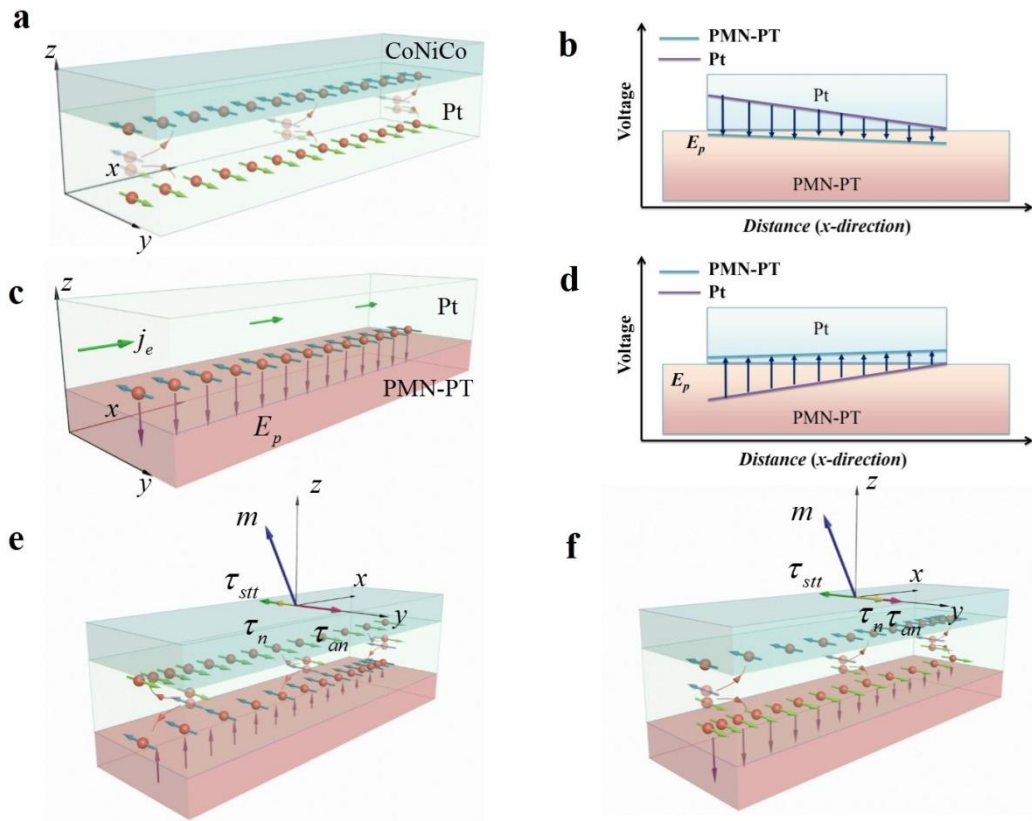 a
z
CoNiCo
Pt
x
y
b
PMN-PT
Pt
Voltage
Pt
E_p
PMN-PT
Distance (x-direction)
c
z
Pt
j_e
PMN-PT
x
E_p
y
d
PMN-PT
Pt
Voltage
Pt
E_p
PMN-PT
Distance (x-direction)
e
z
m
τ_stt
x
τ_n
τ_an
y
f
z
m
τ_stt
x
τ_n τ_an
y